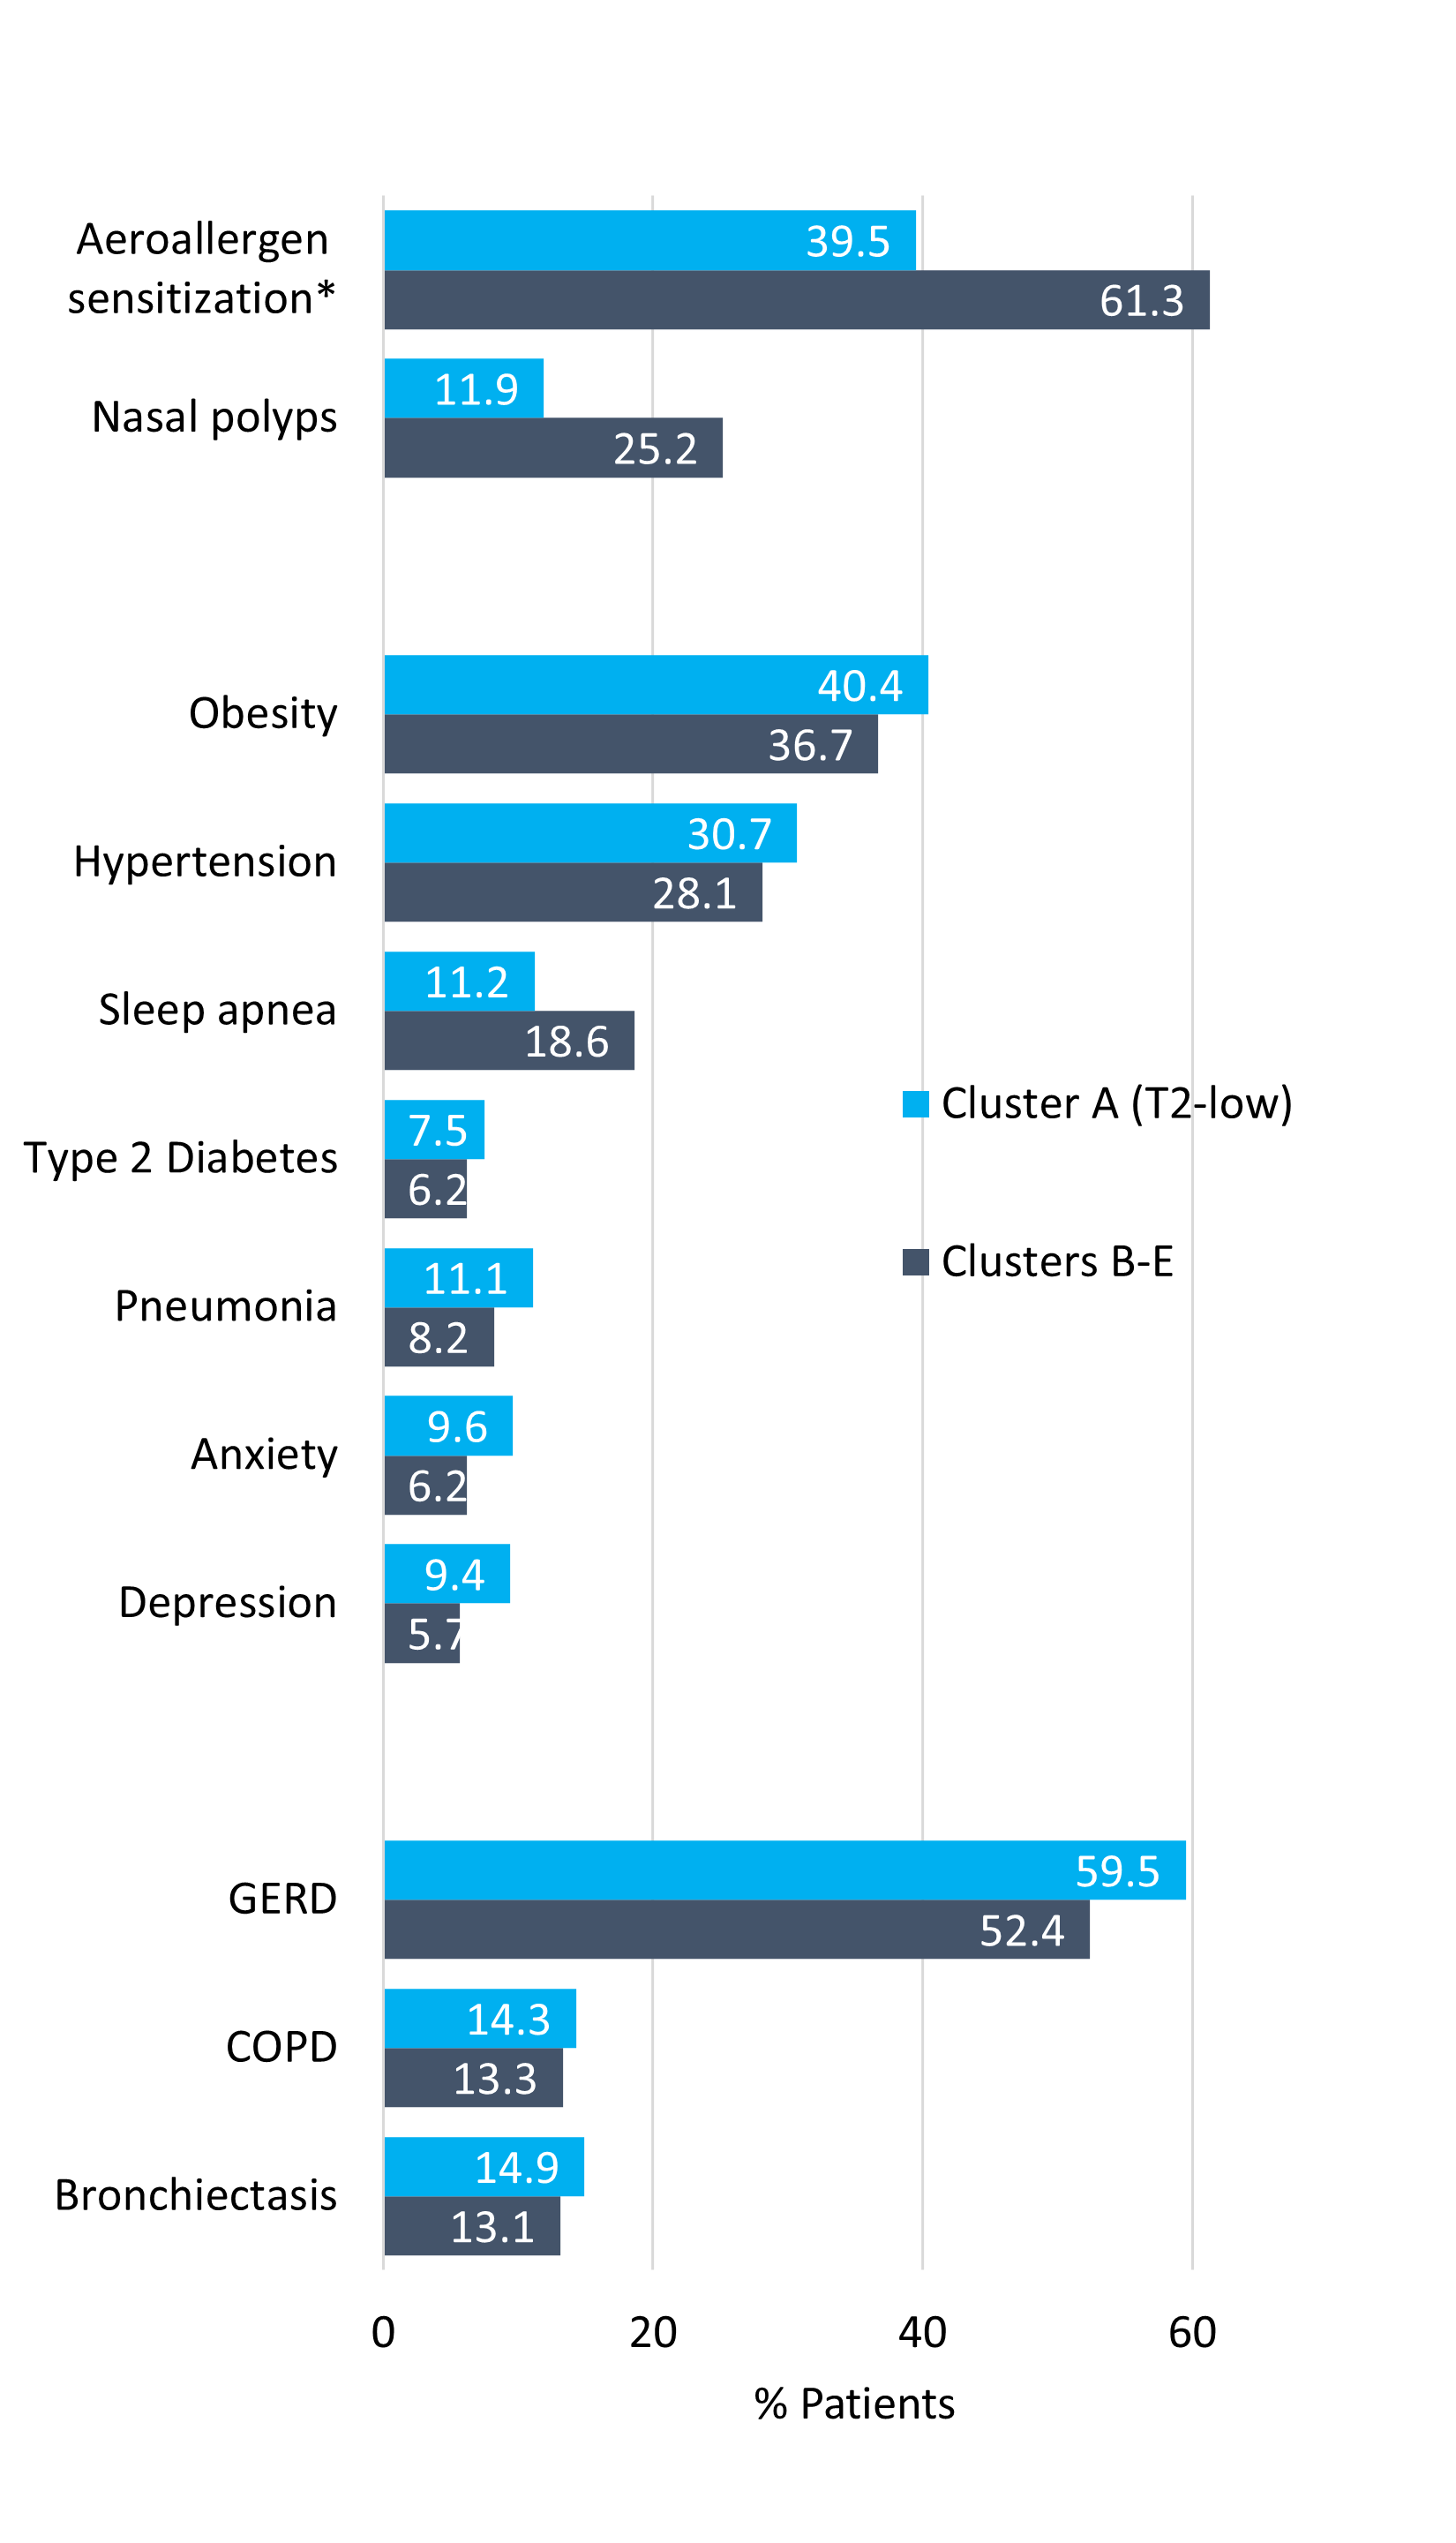 Aeroallergen
sensitization*
39.5
61.3
Nasal polyps
11.9
25.2
Obesity
40.4
36.7
Hypertension
30.7
28.1
Sleep apnea
11.2
18.6
Type 2 Diabetes
7.5
6.2
Cluster A (T2-low)
Clusters B-E
Pneumonia
11.1
8.2
Anxiety
9.6
6.2
Depression
9.4
5.7
GERD
59.5
52.4
COPD
14.3
13.3
Bronchiectasis
14.9
13.1
0 20 40 60
% Patients